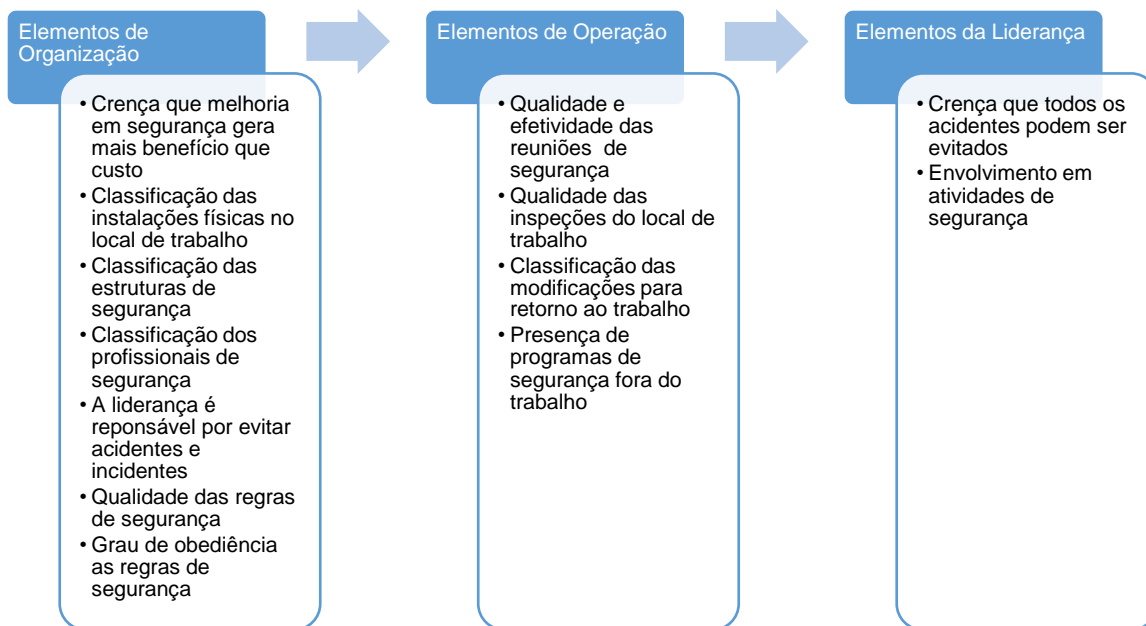 Elementos de
Organização
• Crença que melhoria
em segurança gera
mais benefício que
custo
• Classificação das
instalações físicas no
local de trabalho
• Classificação das
estruturas de
segurança
• Classificação dos
profissionais de
segurança
• A liderança é
reponsável por evitar
acidentes e
incidentes
• Qualidade das regras
de segurança
• Grau de obediência
as regras de
segurança
Elementos de Operação
• Qualidade e
efetividade das
reuniões de
segurança
• Qualidade das
inspeções do local de
trabalho
• Classificação das
modificações para
retorno ao trabalho
• Presença de
programas de
segurança fora do
trabalho
Elementos da Liderança
• Crença que todos os
acidentes podem ser
evitados
• Envolvimento em
atividades de
segurança